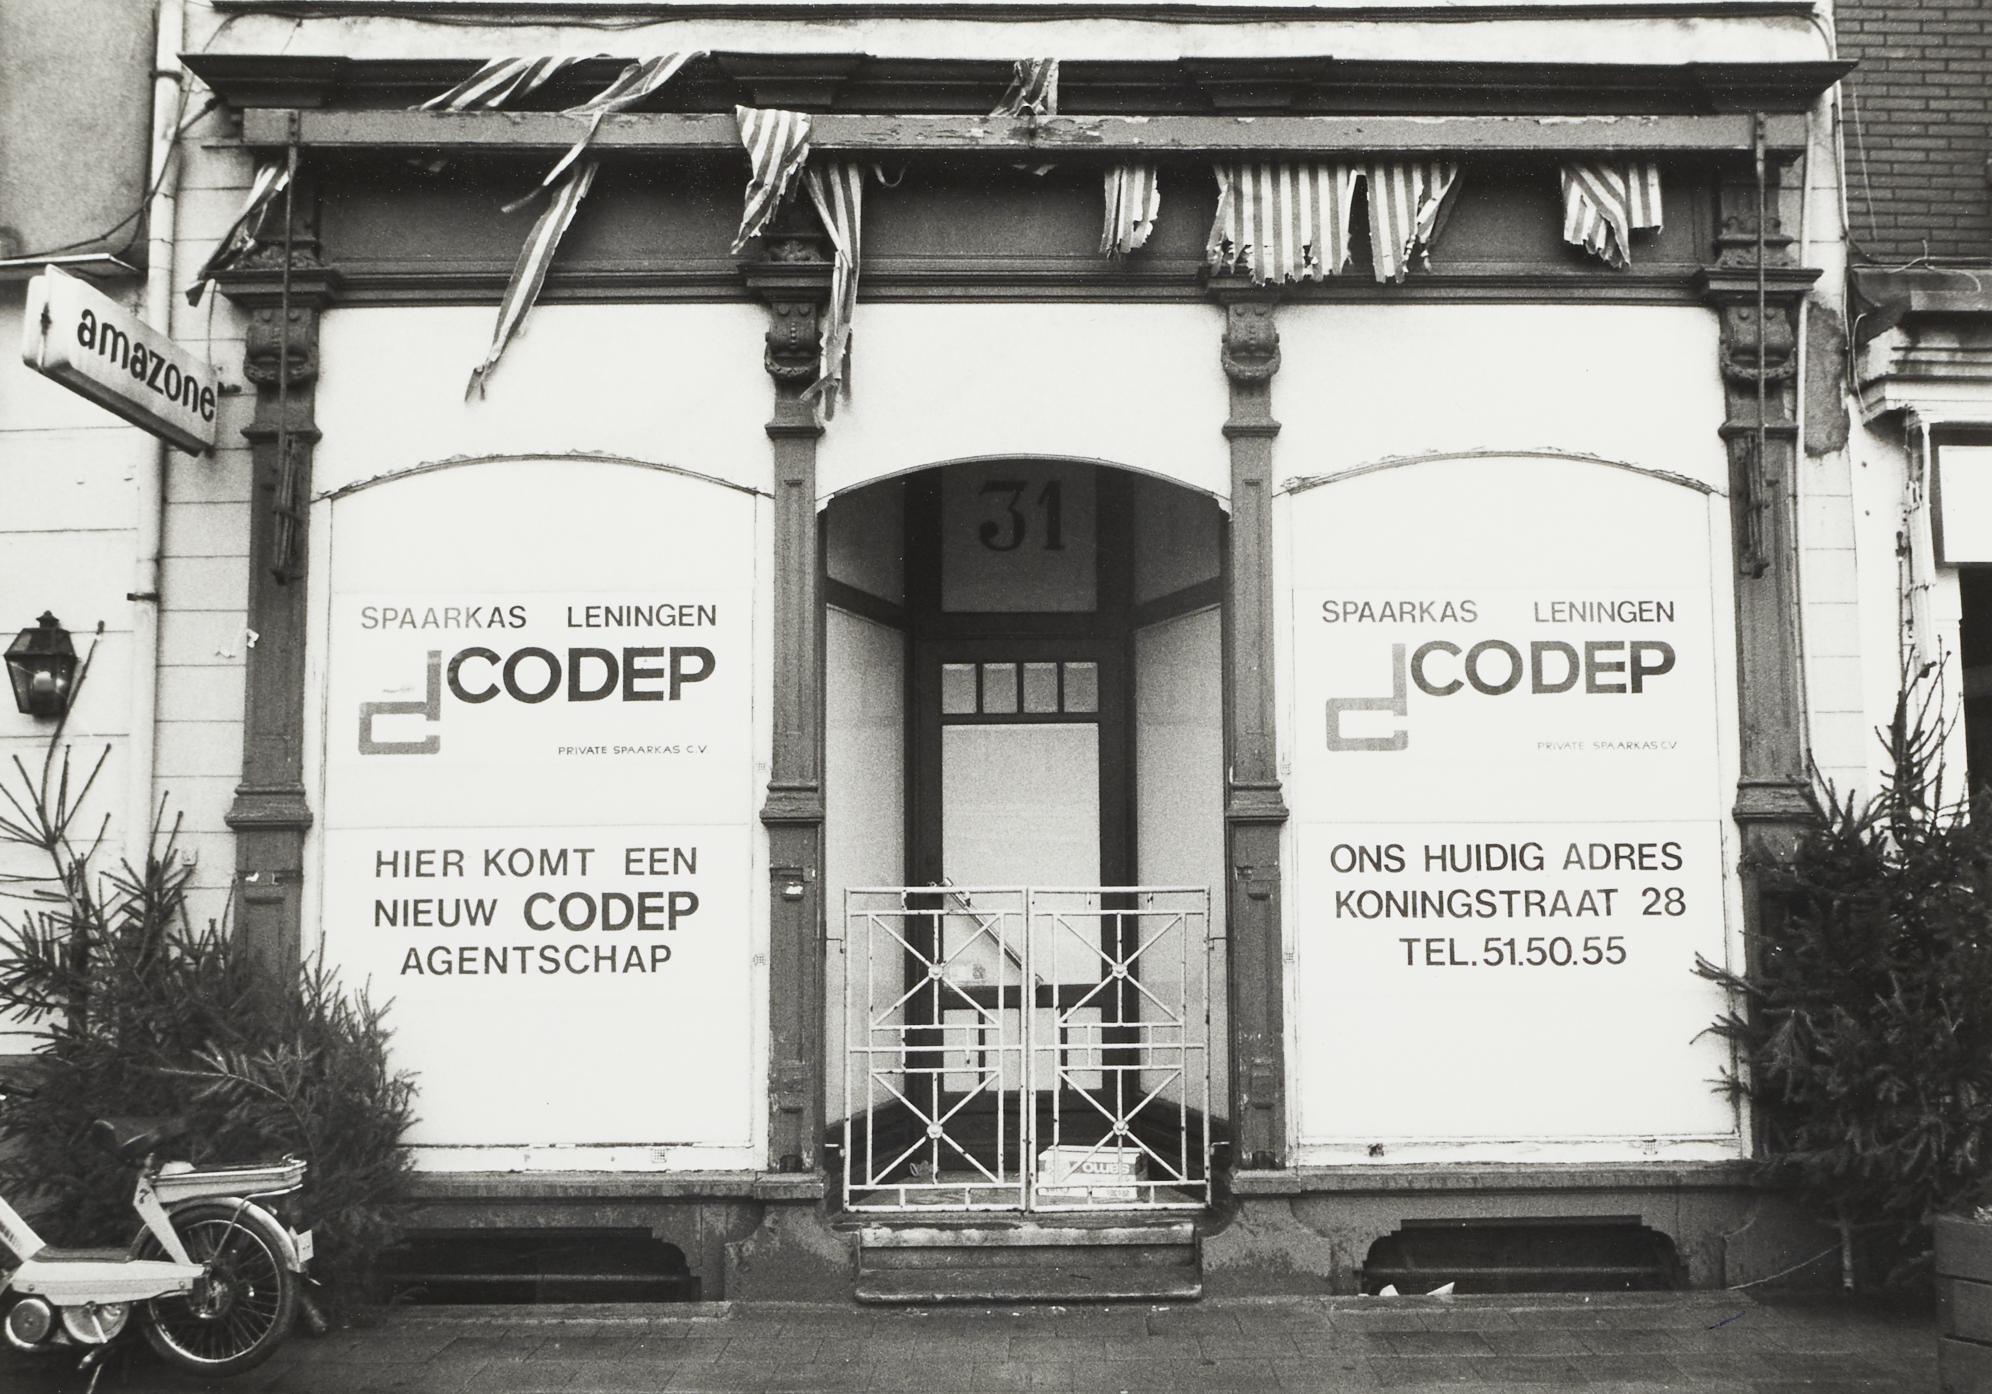 amazone
31
SPAARKAS LENINGEN
CODEP
PRIVATE SPAARKAS C.V.
HIER KOMT EEN
NIEUW CODEP
AGENTSCHAP
SPAARKAS LENINGEN
CODEP
PRIVATE SPAARKAS CV
ONS HUIDIG ADRES
KONINGSTRAAT 28
TEL.51.50.55